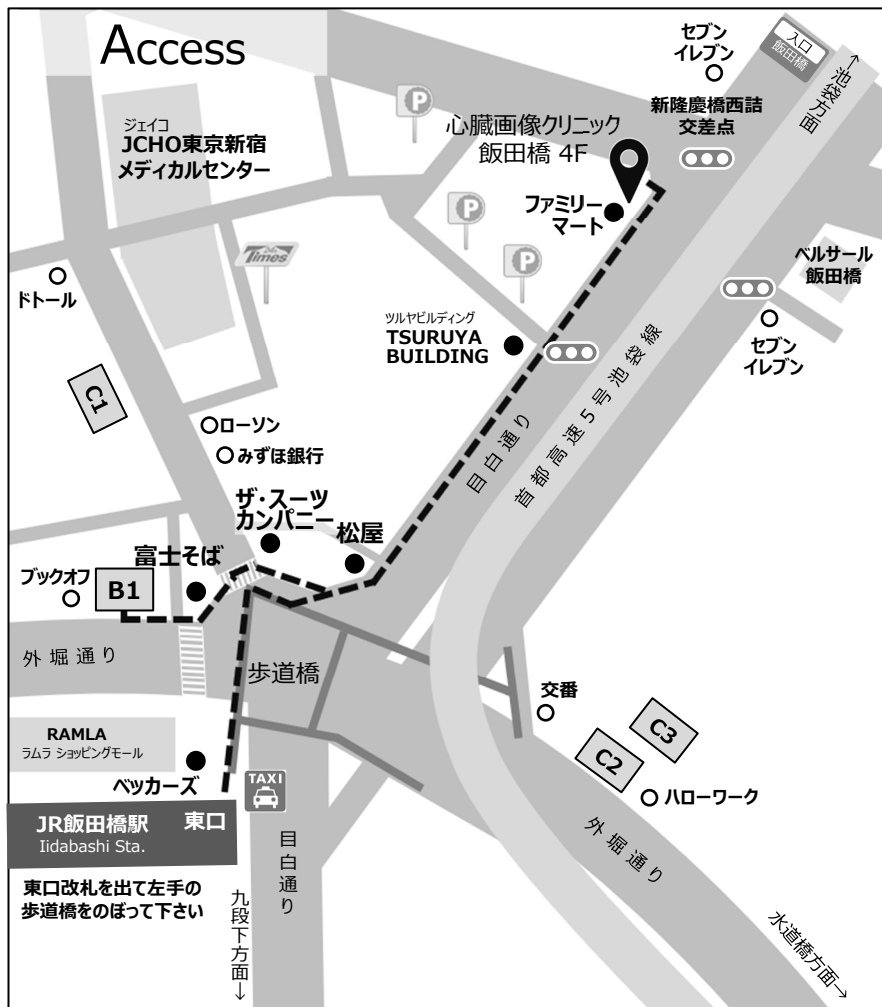 Access
セブン
イレブン
入口
飯田橋
↑池袋方面
新隆慶橋西詰
交差点
P
心臓画像クリニック
飯田橋 4F
ジェイコ
JCHO東京新宿
メディカルセンター
ファミリー
マート
P
P
24h
Times
ベルサール
飯田橋
ドトール
ツルヤビルディング
TSURUYA
BUILDING
セブン
イレブン
首都高速5号池袋線
目白通り
C1
ローソン
みずほ銀行
ザ・スーツ
カンパニー
松屋
富士そば
ブックオフ
B1
外堀通り
歩道橋
交番
C3
C2
ハローワーク
RAMLA
ラムラ ショッピングモール
ベッカーズ
TAXI
JR飯田橋駅 東口
Iidabashi Sta.
東口改札を出て左手の
歩道橋をのぼって下さい
目白通り
九段下方面↓
外堀通り
水道橋方面→